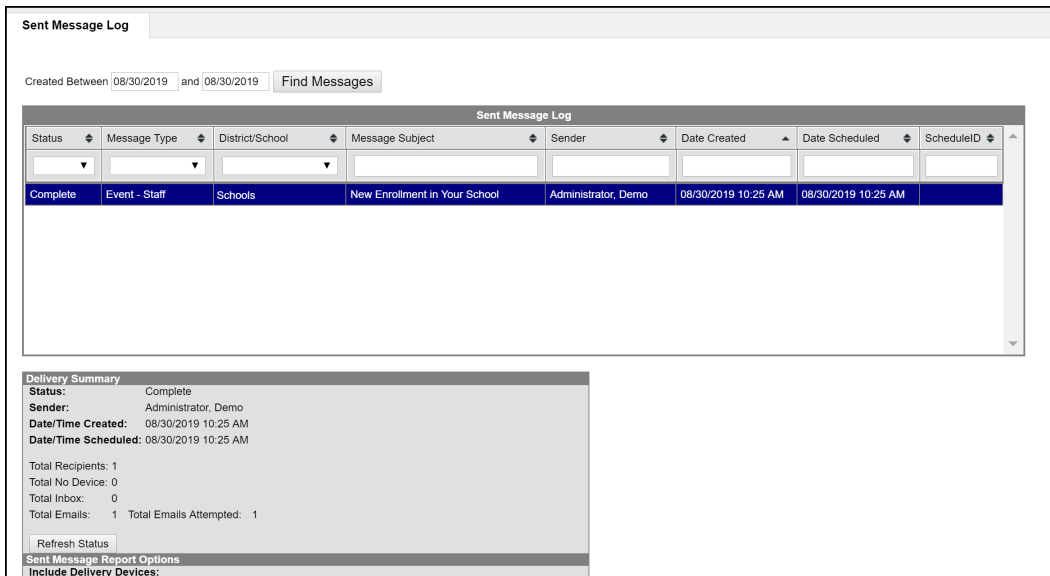 Sent Message Log
Created Between 08/30/2019 and 08/30/2019 Find Messages
Sent Message Log
Status Message Type District/School Message Subject Sender Date Created Date Scheduled ScheduleID
Complete Event - Staff Schools New Enrollment in Your School Administrator, Demo 08/30/2019 10:25 AM 08/30/2019 10:25 AM
Delivery Summary
Status: Complete
Sender: Administrator, Demo
Date/Time Created: 08/30/2019 10:25 AM
Date/Time Scheduled: 08/30/2019 10:25 AM
Total Recipients: 1
Total No Device: 0
Total Inbox: 0
Total Emails: 1 Total Emails Attempted: 1
Refresh Status
Sent Message Report Options
Include Delivery Devices: